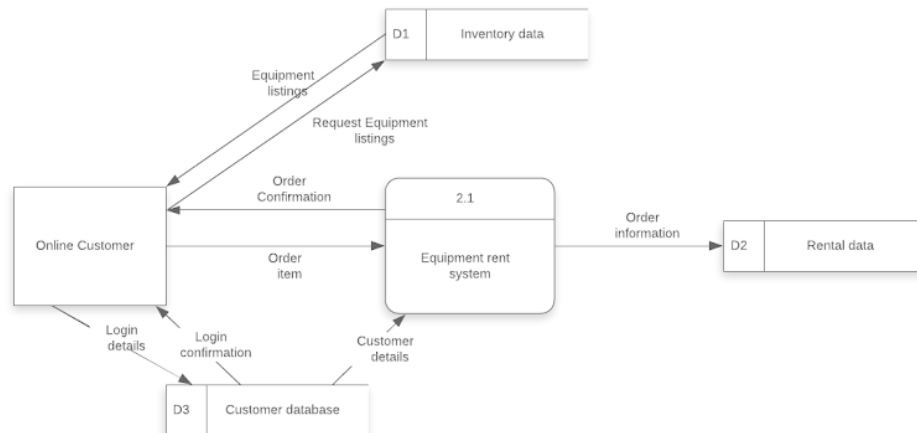 D1
Inventory data
Equipment
listings
Request Equipment
listings
Order
Confirmation
2.1
Order
information
Online Customer
Order
item
Equipment rent
system
D2
Rental data
Login
details
Login
confirmation
Customer
details
D3
Customer database